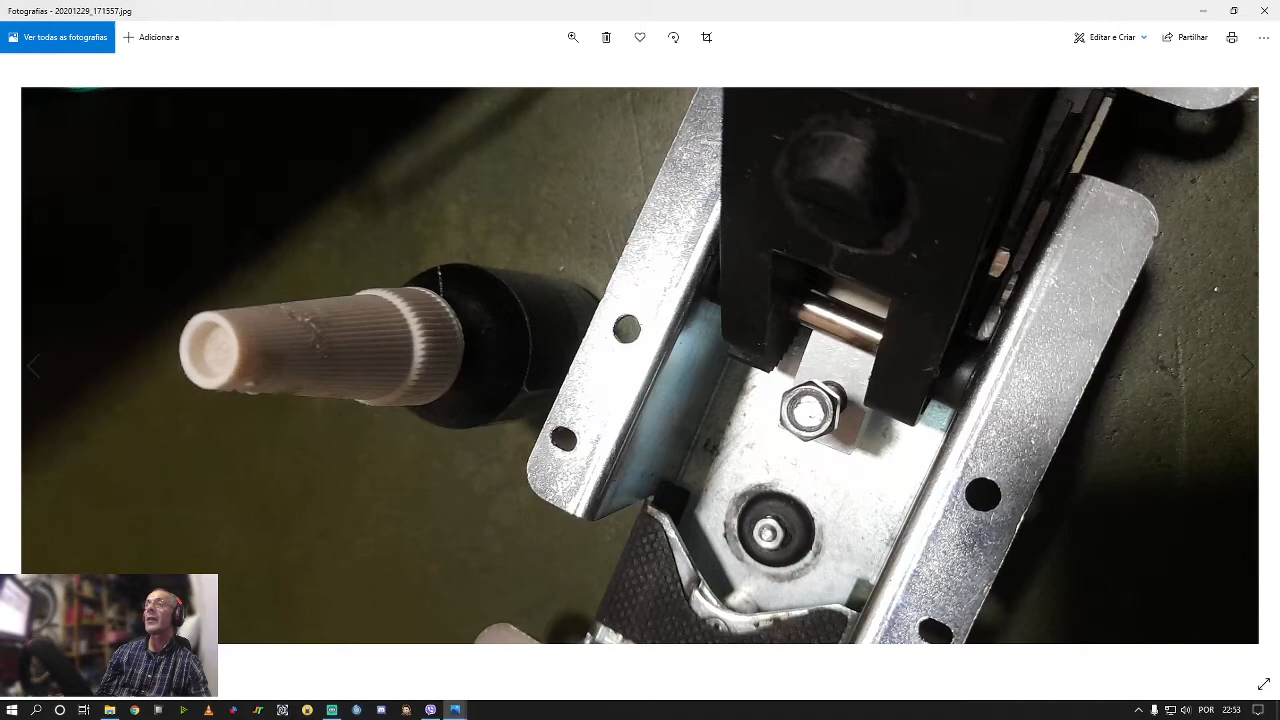 Fotografias - 20201229_171557.jpg
Ver todas as fotografias
Adicionar a
Editar e Criar
Partilhar
POR
22:53